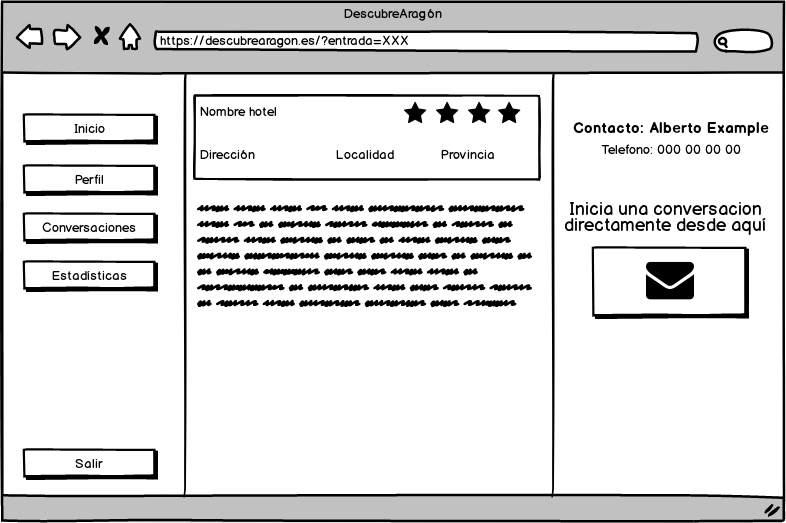 DescubreAragón
https://descubrearagon.es/?entrada=XXX
Inicio
Perfil
Conversaciones
Estadísticas
Salir
Nombre hotel
Dirección Localidad Provincia
Contacto: Alberto Example
Telefono: 000 00 00 00
Inicia una conversacion
directamente desde aquí